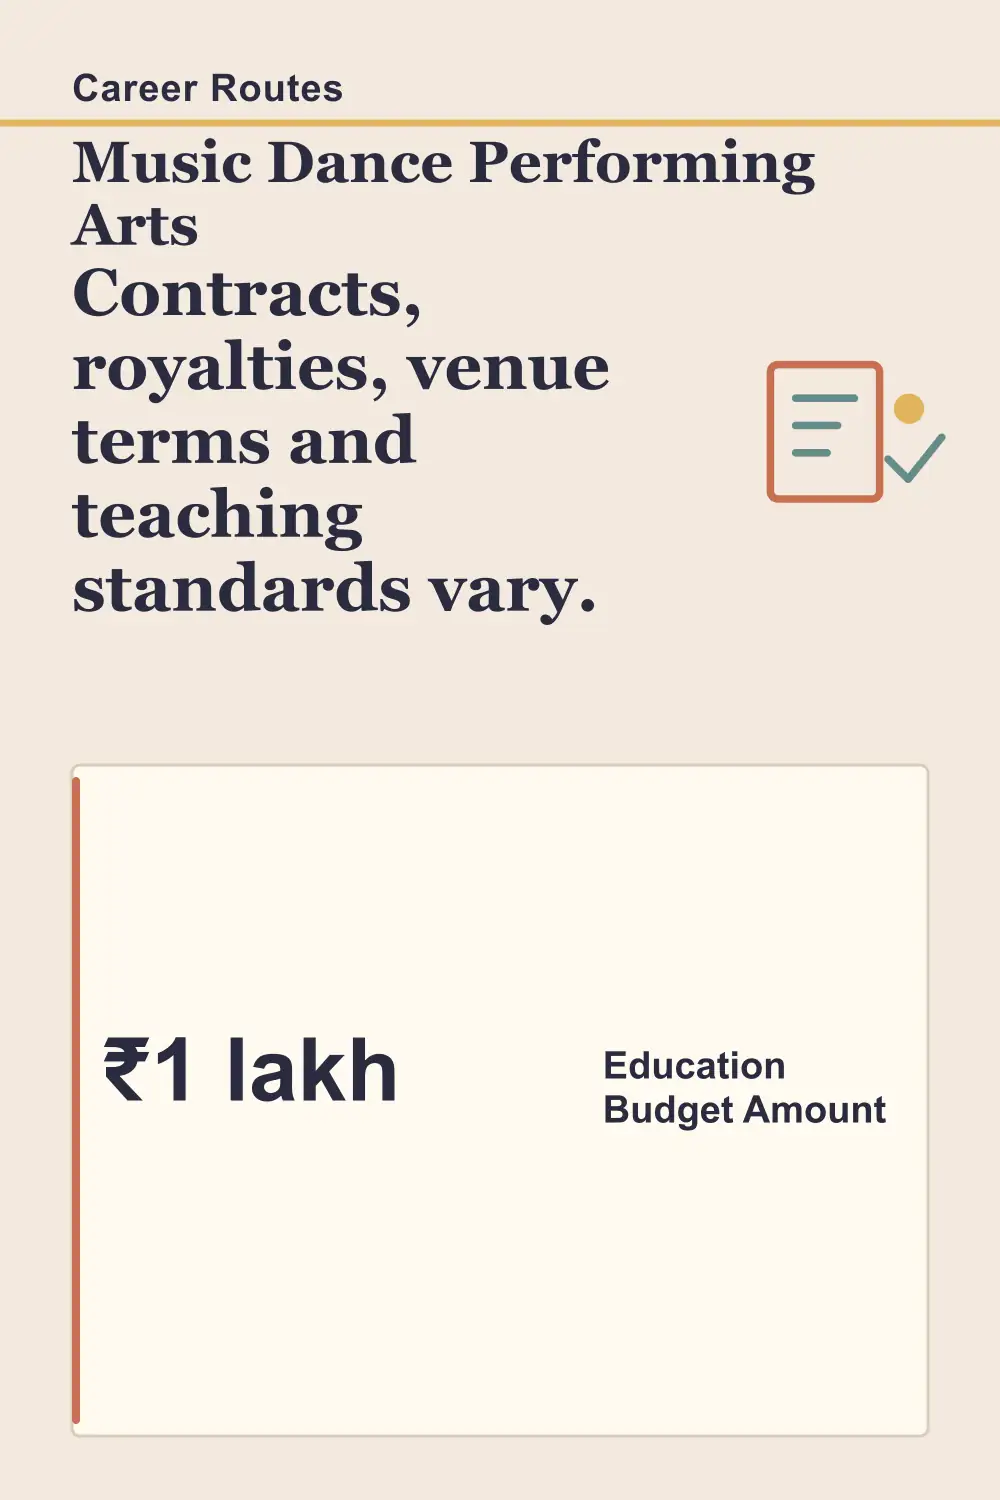 Career Routes
Music Dance Performing
Arts
Contracts,
royalties, venue
terms and
teaching
standards vary.
₹1 lakh
Education
Budget Amount